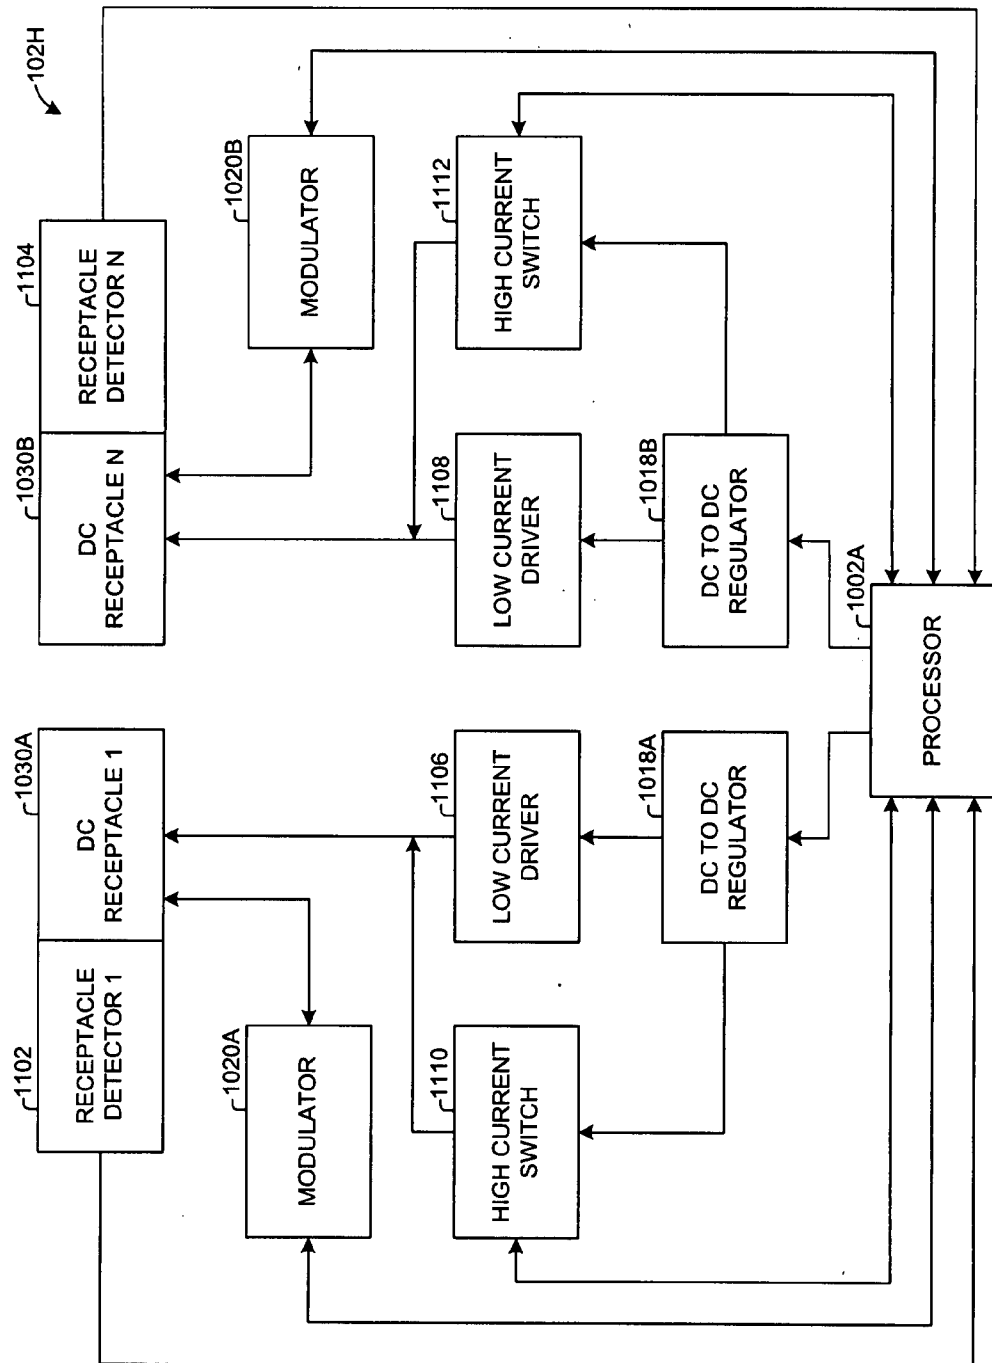 102H
1102
RECEPTACLE
DETECTOR 1
1030A
DC
RECEPTACLE 1
1030B
DC
RECEPTACLE N
1104
RECEPTACLE
DETECTOR N
1020A
MODULATOR
1020B
MODULATOR
1110
HIGH CURRENT
SWITCH
1106
LOW CURRENT
DRIVER
1108
LOW CURRENT
DRIVER
1112
HIGH CURRENT
SWITCH
1018A
DC TO DC
REGULATOR
1018B
DC TO DC
REGULATOR
1002A
PROCESSOR